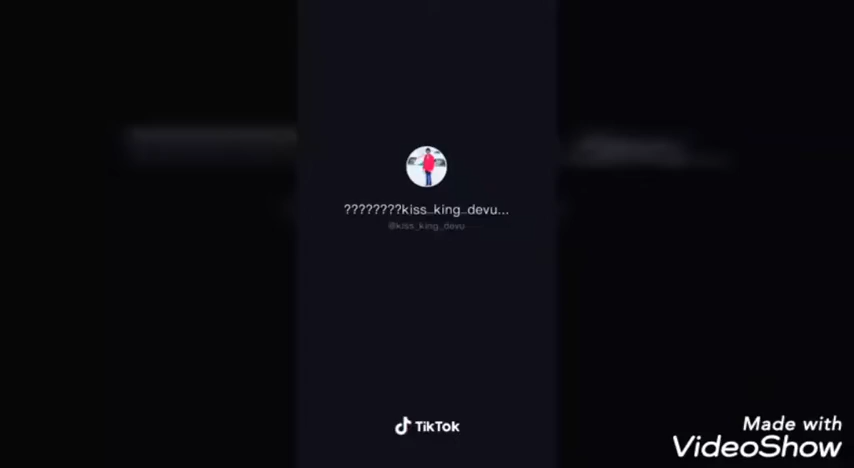 ????????kiss_king_devu...
@kiss_king_devu
TikTok
Made with
VideoShow